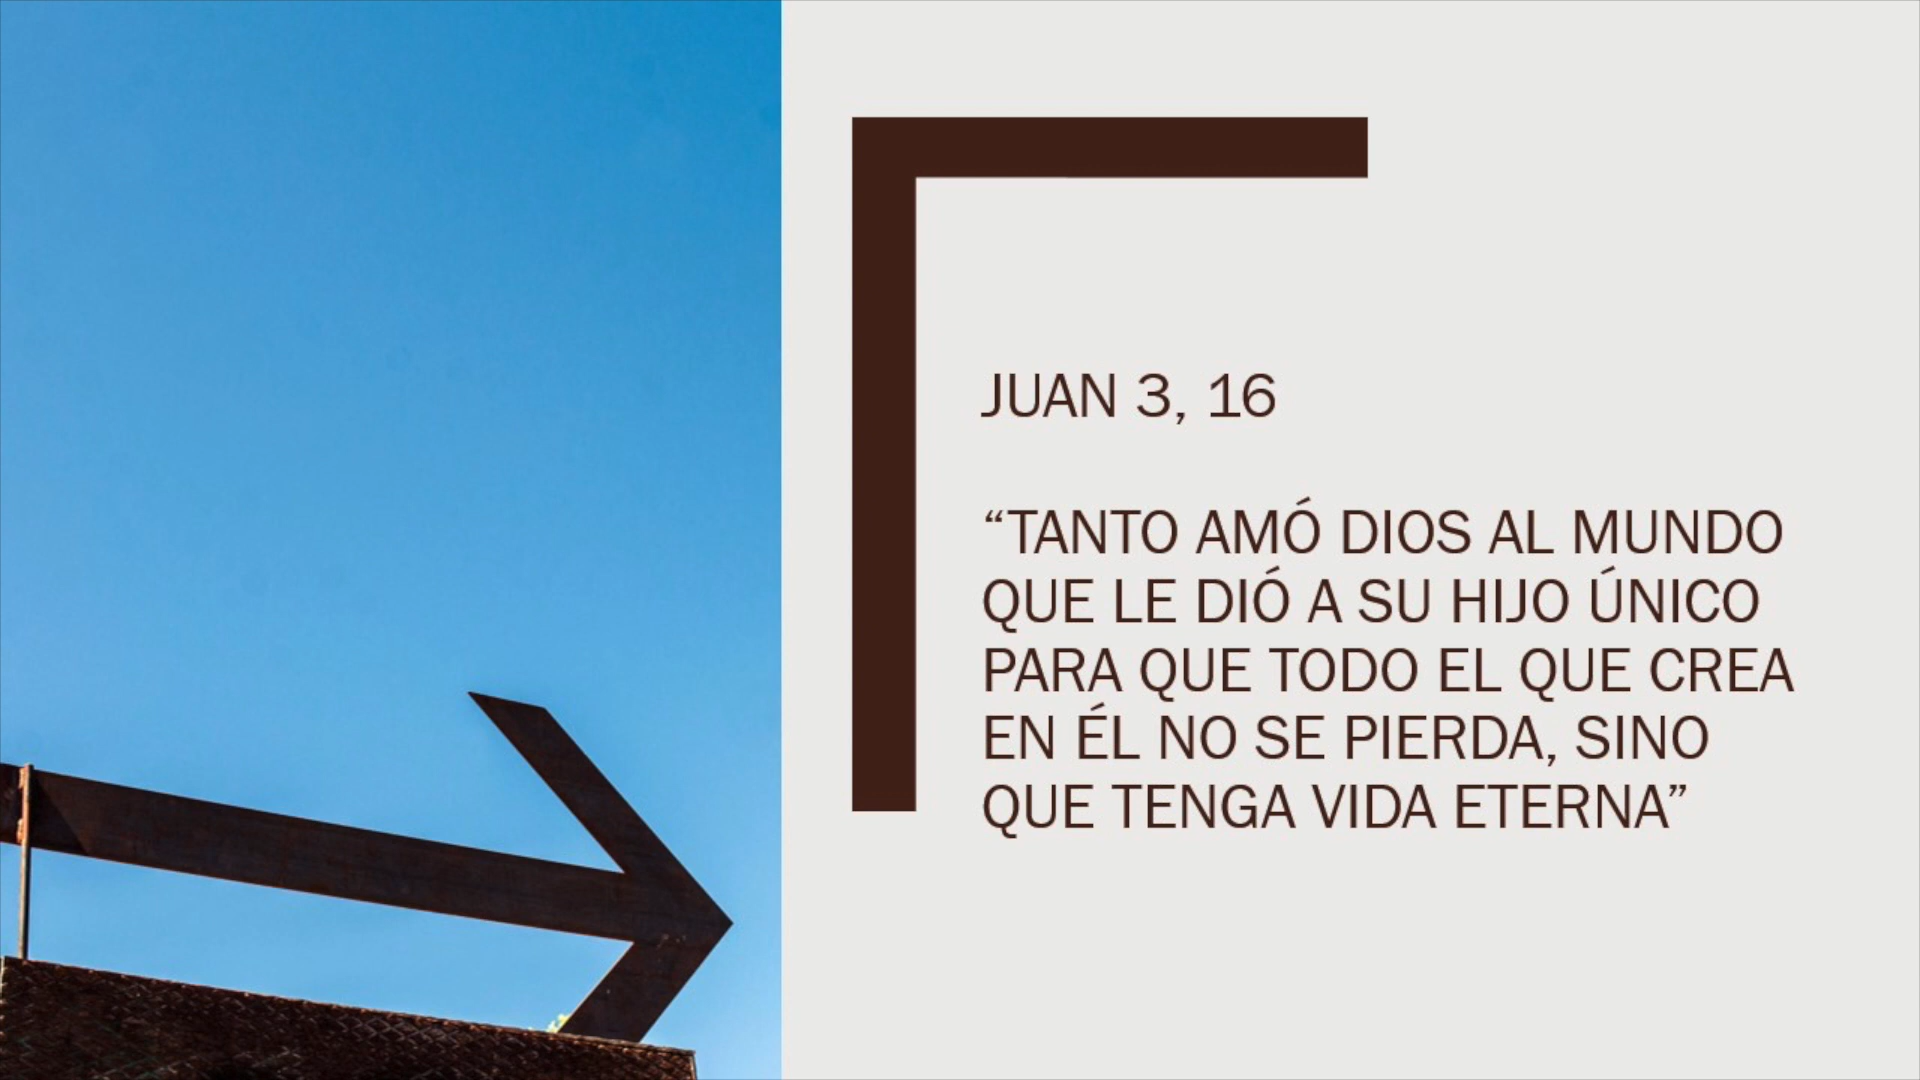 JUAN 3, 16
“TANTO AMÓ DIOS AL MUNDO
QUE LE DIÓ A SU HIJO ÚNICO
PARA QUE TODO EL QUE CREA
EN ÉL NO SE PIERDA, SINO
QUE TENGA VIDA ETERNA”